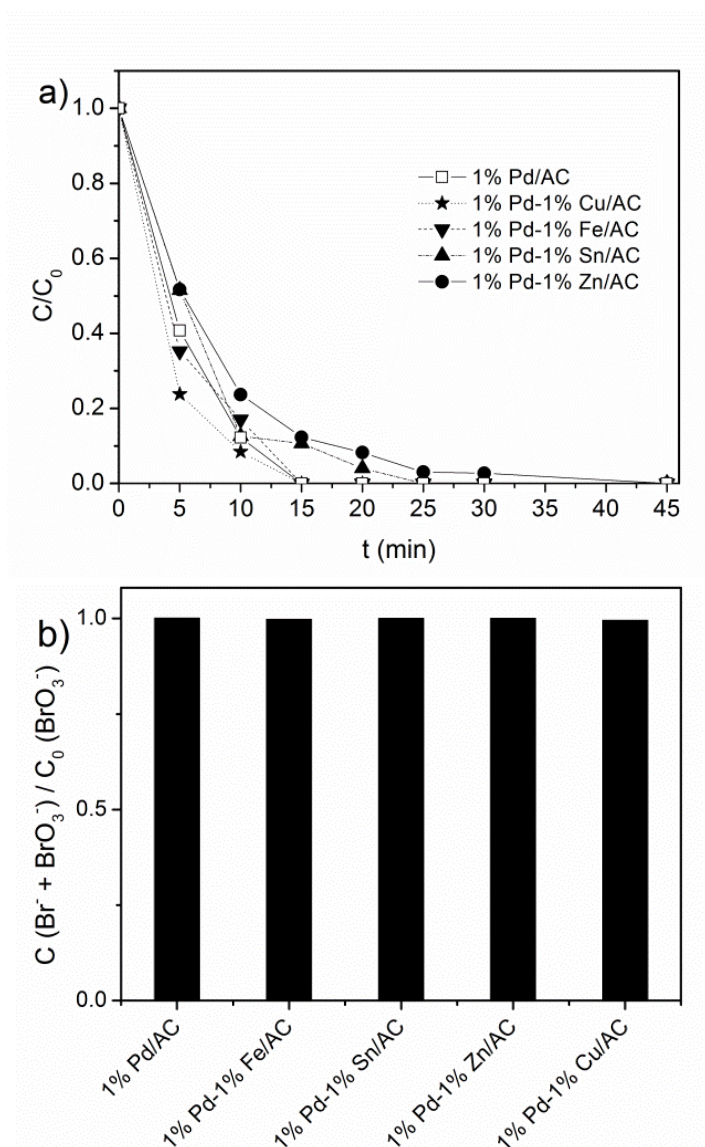 a)
1.0
0.8
0.6
0.4
0.2
0.0
C/C₀
1% Pd/AC
1% Pd-1% Cu/AC
1% Pd-1% Fe/AC
1% Pd-1% Sn/AC
1% Pd-1% Zn/AC
0 5 10 15 20 25 30 35 40 45
t (min)
b)
1.0
0.5
0.0
C (Br⁻ + BrO₃⁻) / C₀ (BrO₃⁻)
1% Pd/AC
1% Pd-1% Fe/AC
1% Pd-1% Sn/AC
1% Pd-1% Zn/AC
1% Pd-1% Cu/AC